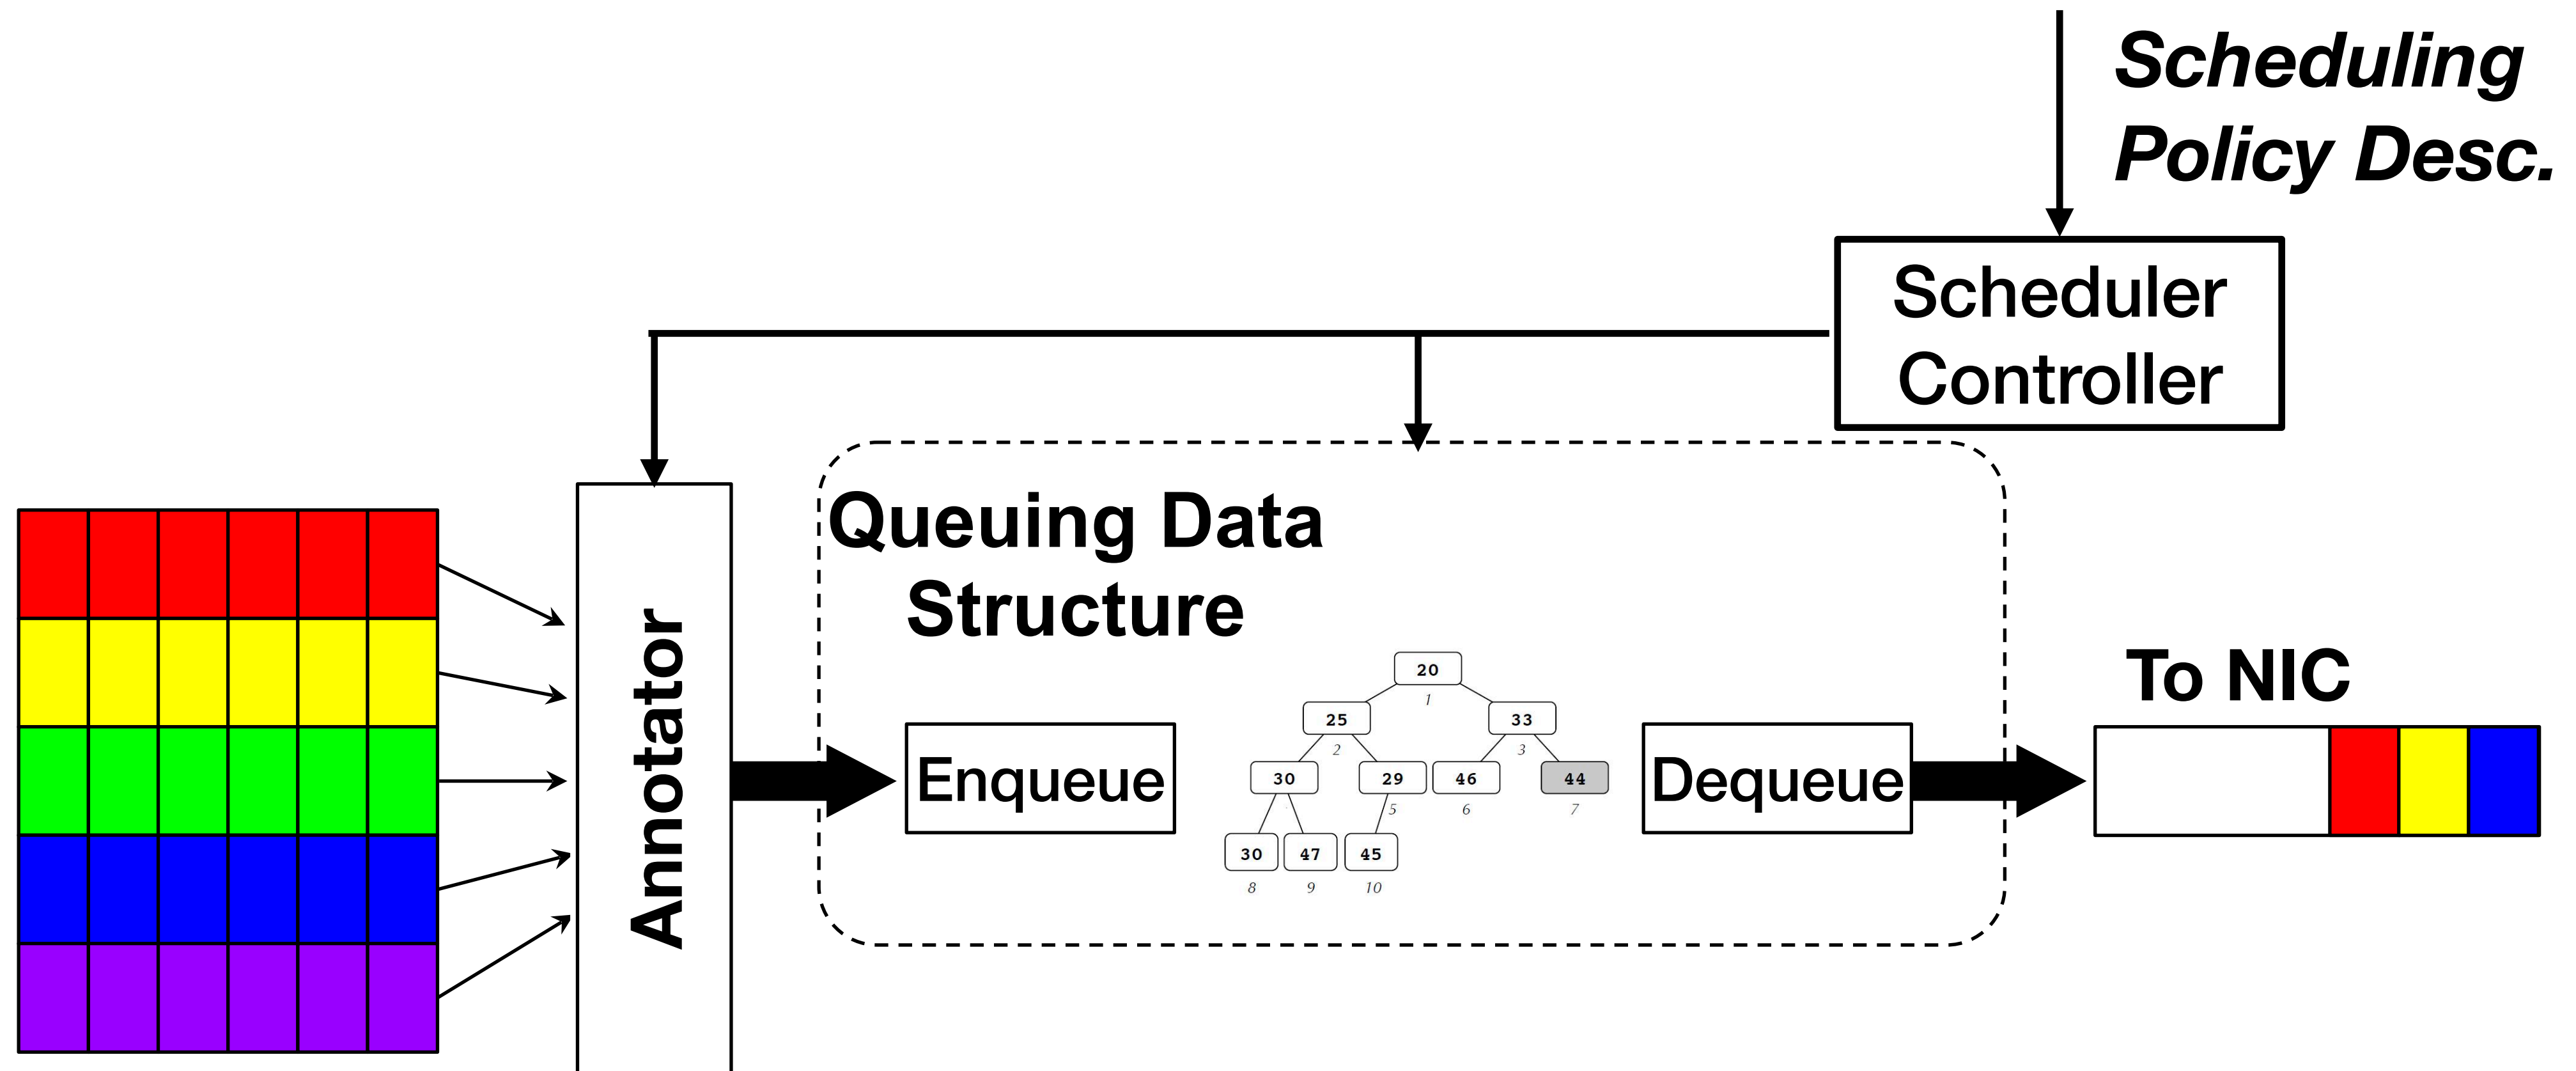 Scheduling
Policy Desc.
Scheduler
Controller
Queuing Data
Structure
Annotator
To NIC
Enqueue
Dequeue
20
1
25
33
2
3
30
29
46
44
5
6
7
30
47
45
8
9
10